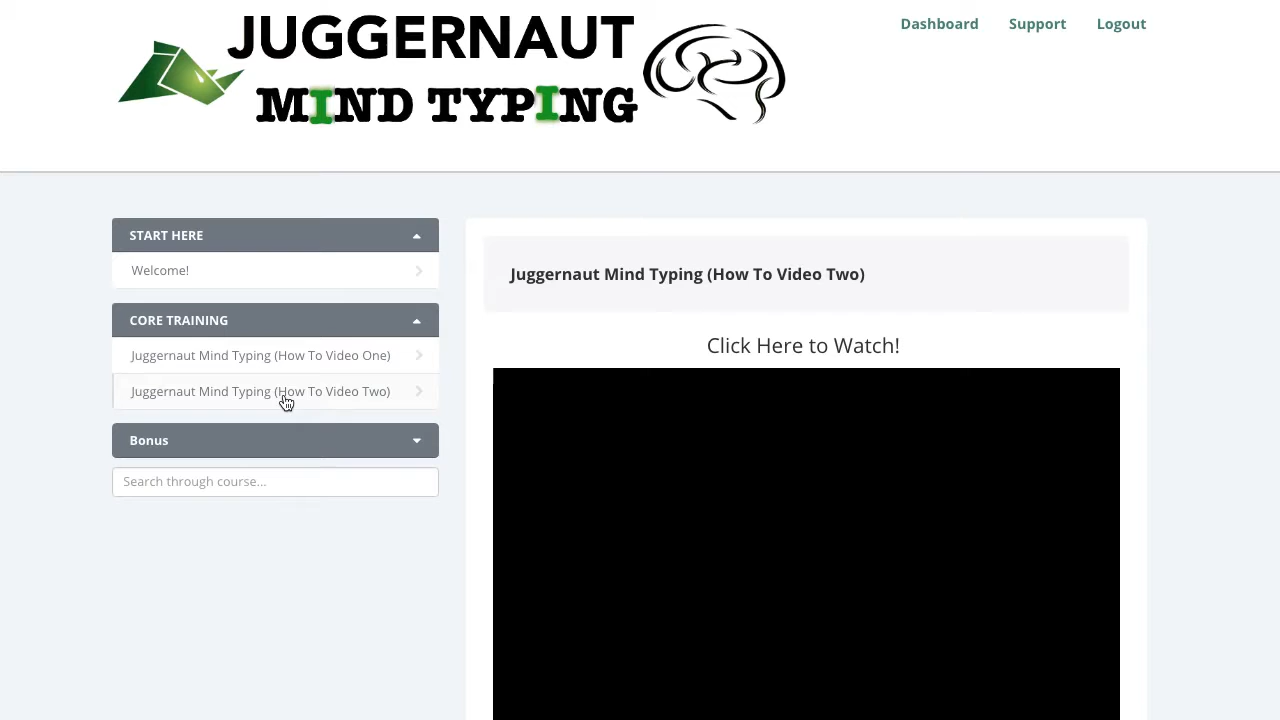 JUGGERNAUT
MIND TYPING
Dashboard
Support
Logout
START HERE
Welcome!
CORE TRAINING
Juggernaut Mind Typing (How To Video One)
Juggernaut Mind Typing (How To Video Two)
Bonus
Search through course...
Juggernaut Mind Typing (How To Video Two)
Click Here to Watch!